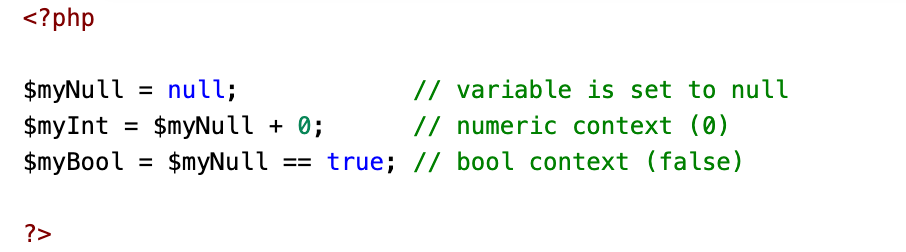 <?php
$myNull = null;            // variable is set to null
$myInt = $myNull + 0;      // numeric context (0)
$myBool = $myNull == true; // bool context (false)
?>